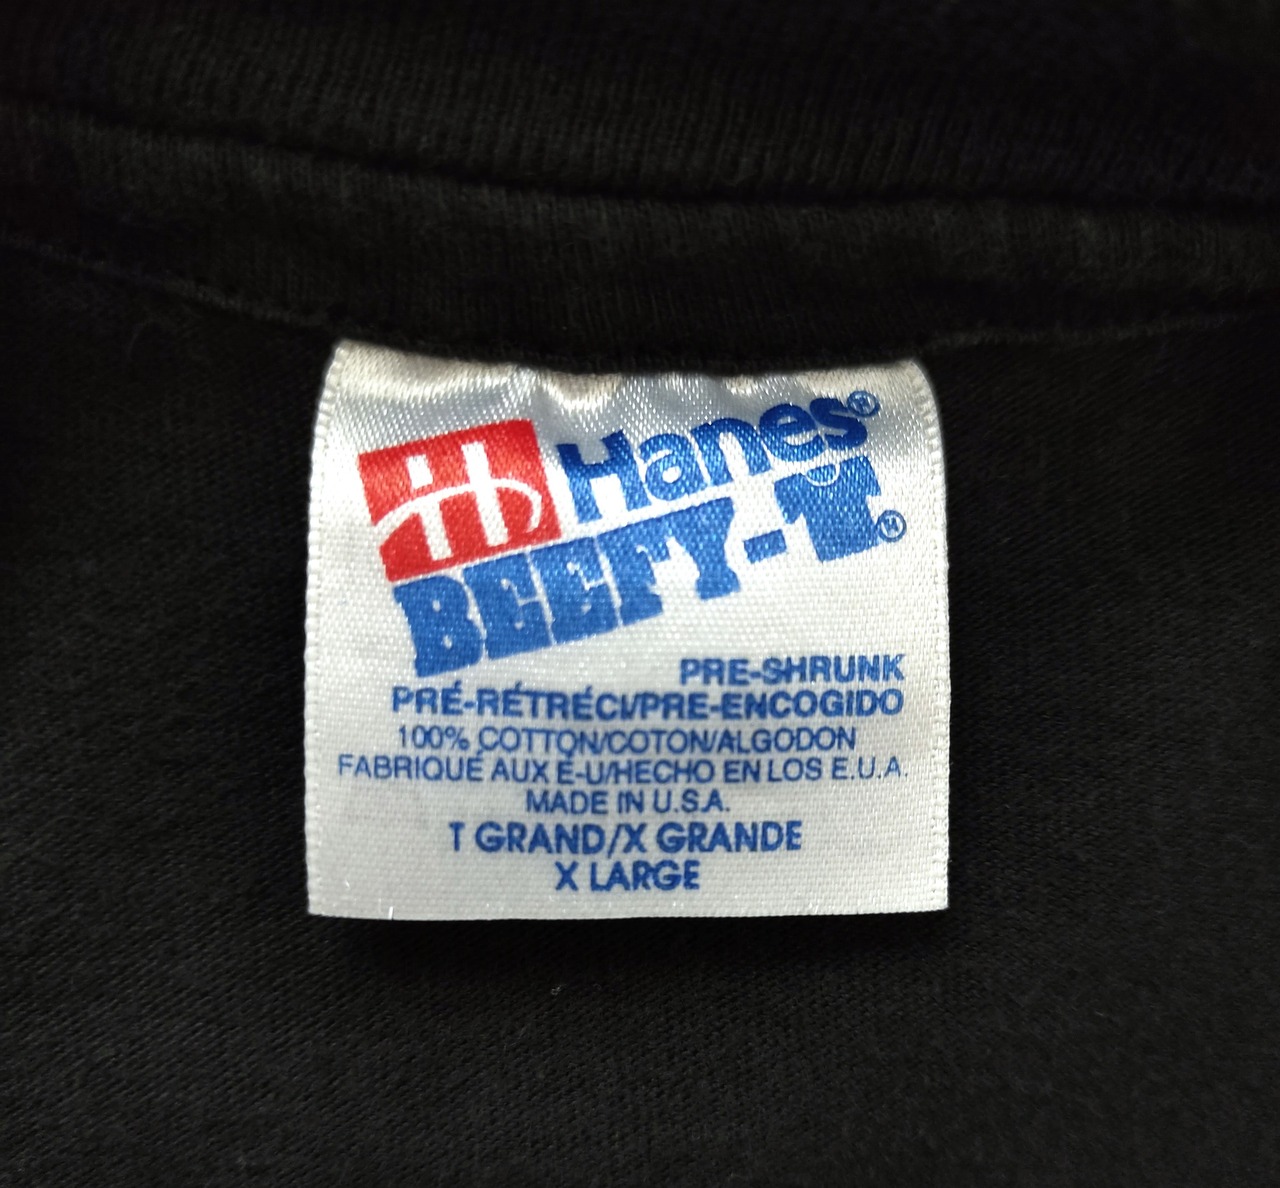 Hanes®
BEEFY-T®
PRE-SHRUNK
PRÉ-RÉTRÉCI/PRE-ENCOGIDO
100% COTTON/COTON/ALGODON
FABRIQUÉ AUX É-U/HECHO EN LOS E.U.A.
MADE IN U.S.A.
T GRAND/X GRANDE
X LARGE